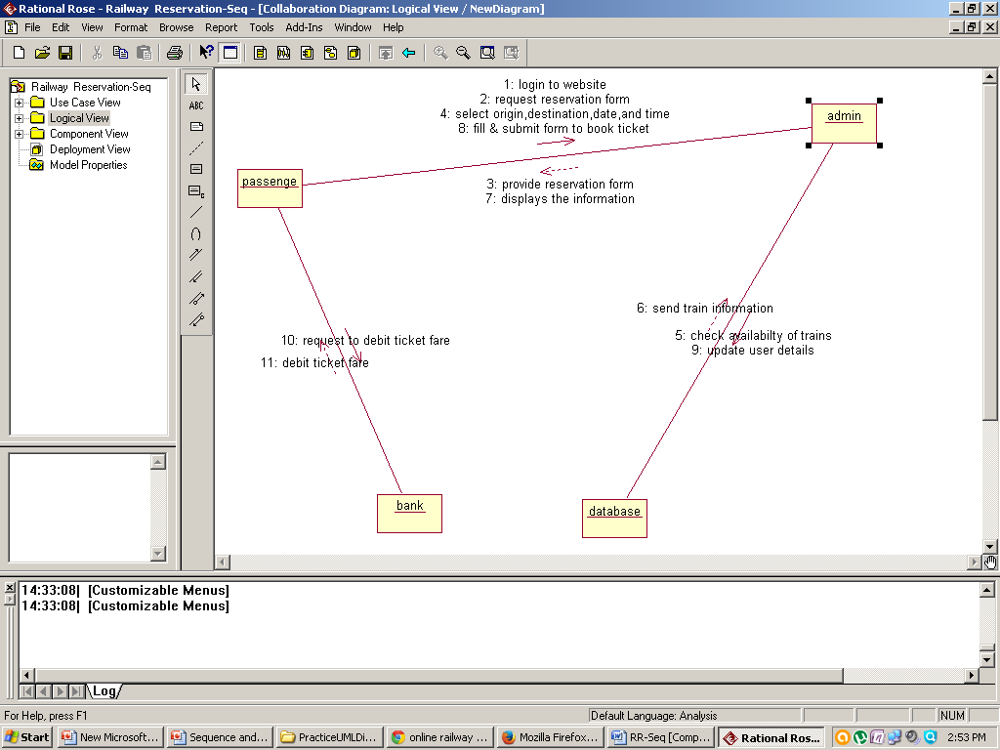 Rational Rose - Railway Reservation-Seq - [Collaboration Diagram: Logical View / NewDiagram]
File Edit View Format Browse Report Tools Add-Ins Window Help
Railway Reservation-Seq
Use Case View
Logical View
Component View
Deployment View
Model Properties
ABC
1: login to website
2: request reservation form
4: select origin,destination,date,and time
8: fill & submit form to book ticket
admin
passenge
3: provide reservation form
7: displays the information
6: send train information
5: check availabilty of trains
9: update user details
10: request to debit ticket fare
11: debit ticket fare
bank
database
14:33:08| [Customizable Menus]
14:33:08| [Customizable Menus]
Log
For Help, press F1
Default Language: Analysis
NUM
Start
New Microsoft...
Sequence and...
PracticeUMLDi...
online railway ...
Mozilla Firefox...
RR-Seq [Comp...
Rational Ros...
2:53 PM